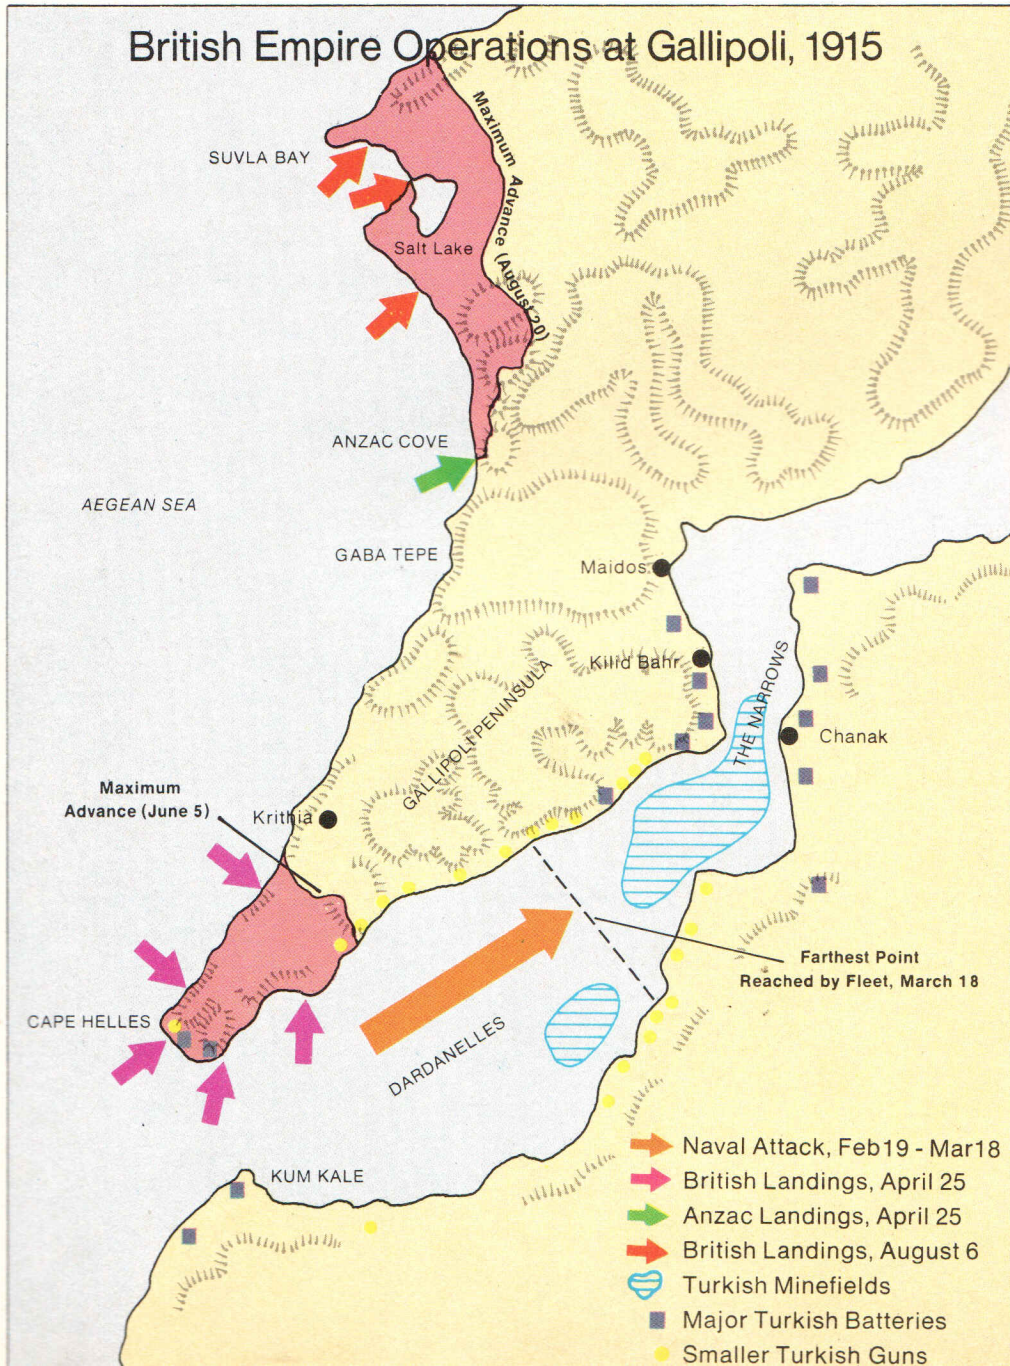 British Empire Operations at Gallipoli, 1915
Maximum Advance (August 20)
SUVLA BAY
Salt Lake
ANZAC COVE
AEGEAN SEA
GABA TEPE
Maidos
Kilid Bahr
THE NARROWS
GALLIPOLI PENINSULA
Chanak
Maximum
Advance (June 5)
Krithia
Farthest Point
Reached by Fleet, March 18
CAPE HELLES
DARDANELLES
KUM KALE
Naval Attack, Feb19 - Mar18
British Landings, April 25
Anzac Landings, April 25
British Landings, August 6
Turkish Minefields
Major Turkish Batteries
Smaller Turkish Guns